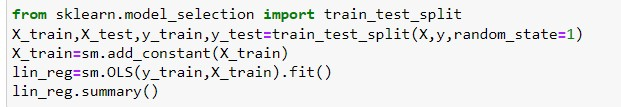 from sklearn.model_selection import train_test_split
X_train,X_test,y_train,y_test=train_test_split(X,y,random_state=1)
X_train=sm.add_constant(X_train)
lin_reg=sm.OLS(y_train,X_train).fit()
lin_reg.summary()